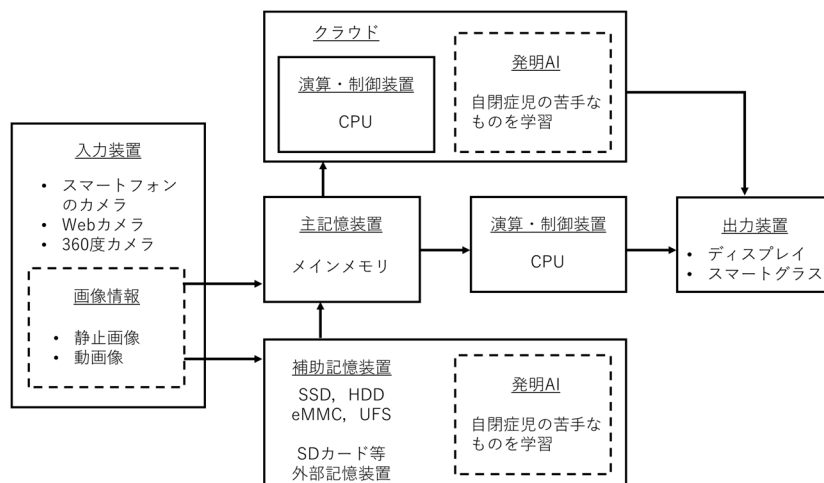 クラウド
演算・制御装置
CPU
発明AI
自閉症児の苦手な
ものを学習
入力装置
• スマートフォン
のカメラ
• Webカメラ
• 360度カメラ
画像情報
• 静止画像
• 動画像
主記憶装置
メインメモリ
演算・制御装置
CPU
出力装置
• ディスプレイ
• スマートグラス
補助記憶装置
SSD, HDD
eMMC, UFS
SDカード等
外部記憶装置
発明AI
自閉症児の苦手な
ものを学習